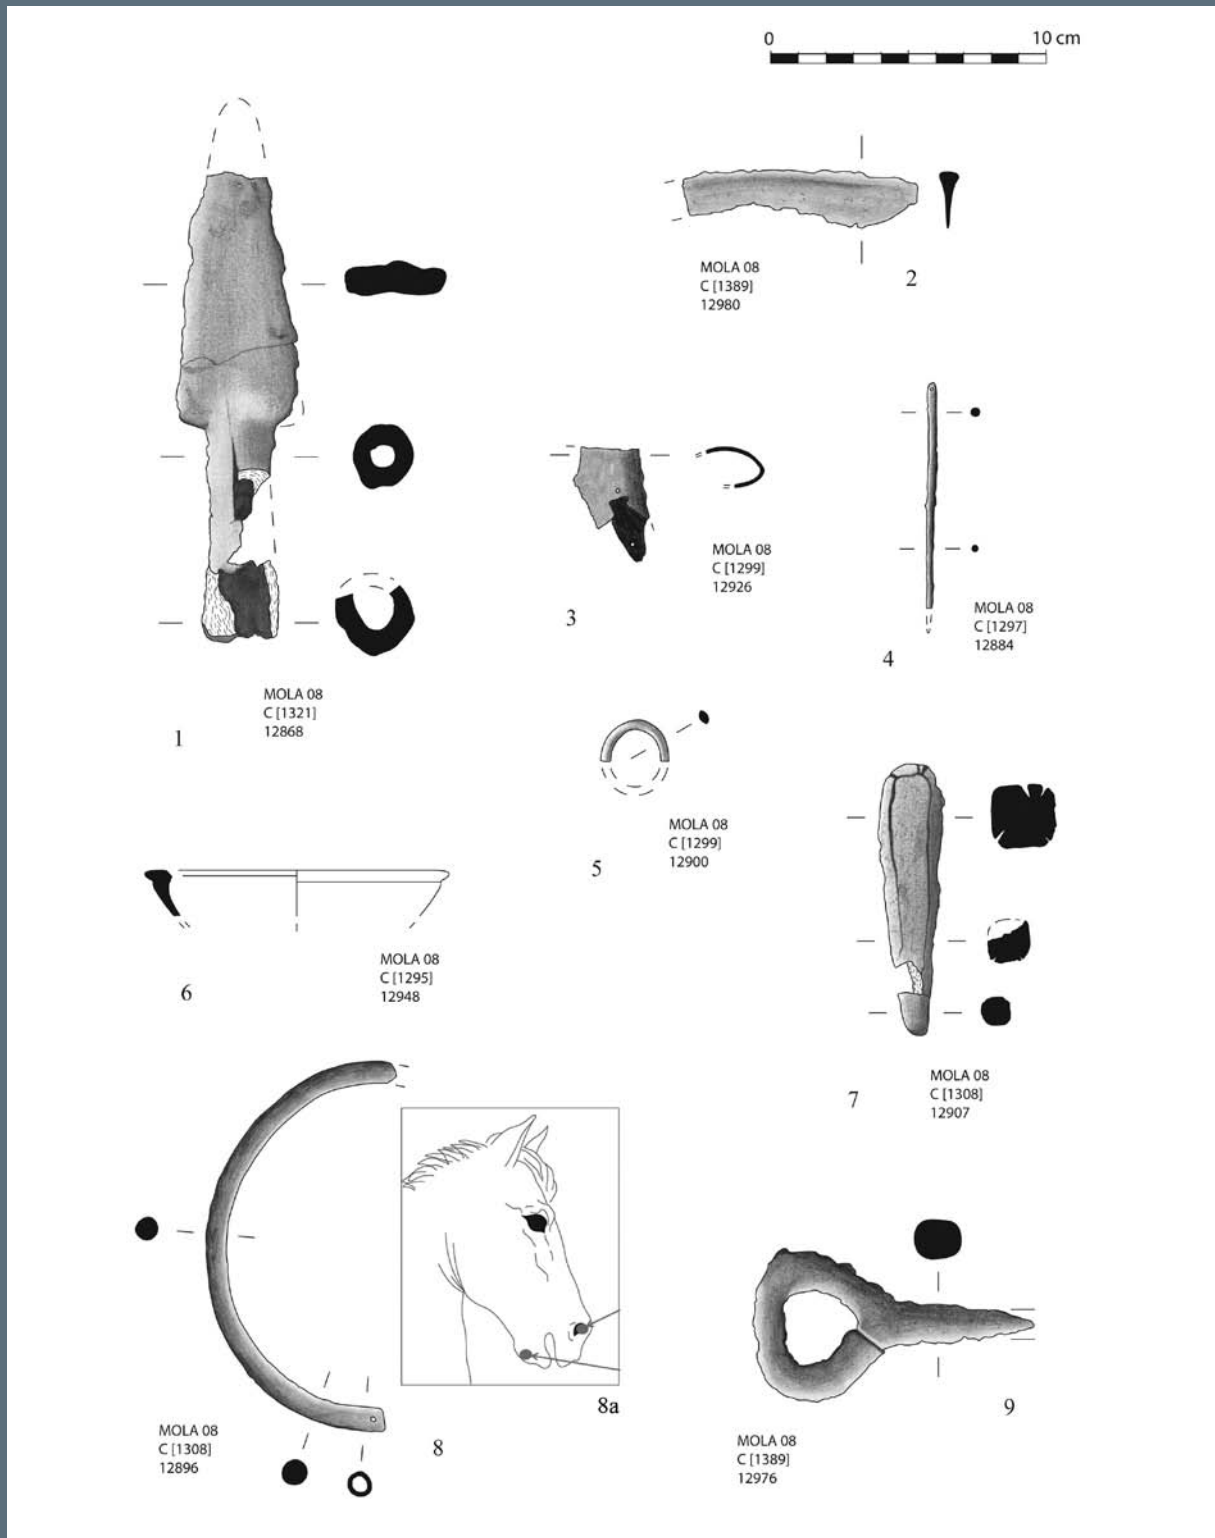 0 10 cm
MOLA 08
C [1389]
12980
2
MOLA 08
C [1299]
12926
3
MOLA 08
C [1297]
12884
4
MOLA 08
C [1321]
12868
1
MOLA 08
C [1299]
12900
5
MOLA 08
C [1295]
12948
6
MOLA 08
C [1308]
12907
7
8a
MOLA 08
C [1308]
12896
8
9
MOLA 08
C [1389]
12976